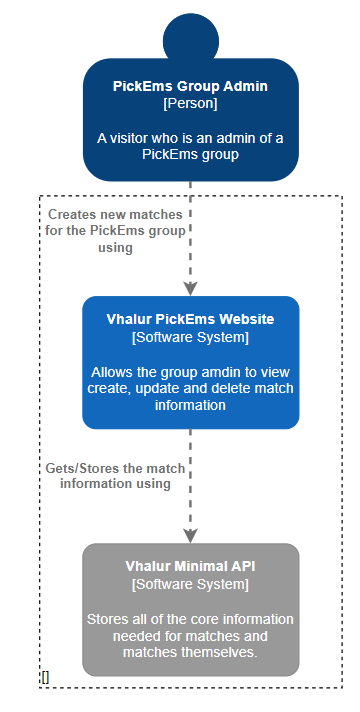 PickEms Group Admin
[Person]
A visitor who is an admin of a
PickEms group
Creates new matches
for the PickEms group
using
Vhalur PickEms Website
[Software System]
Allows the group amdin to view
create, update and delete match
information
Gets/Stores the match
information using
Vhalur Minimal API
[Software System]
Stores all of the core information
needed for matches and
matches themselves.
[]